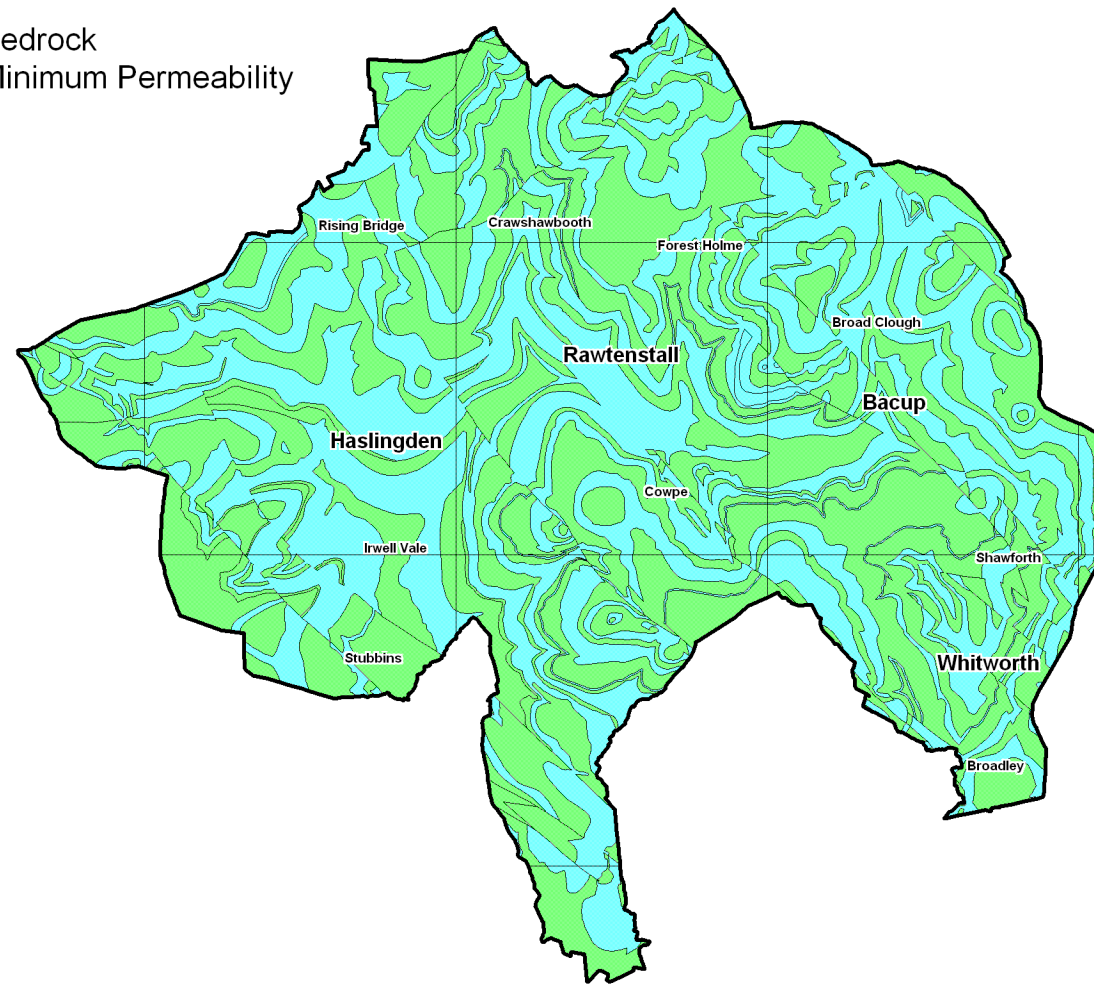 edrock
Minimum Permeability
Rising Bridge
Crawshawbooth
Forest Holme
Broad Clough
Rawtenstall
Bacup
Haslingden
Cowpe
Irwell Vale
Shawforth
Stubbins
Whitworth
Broadley